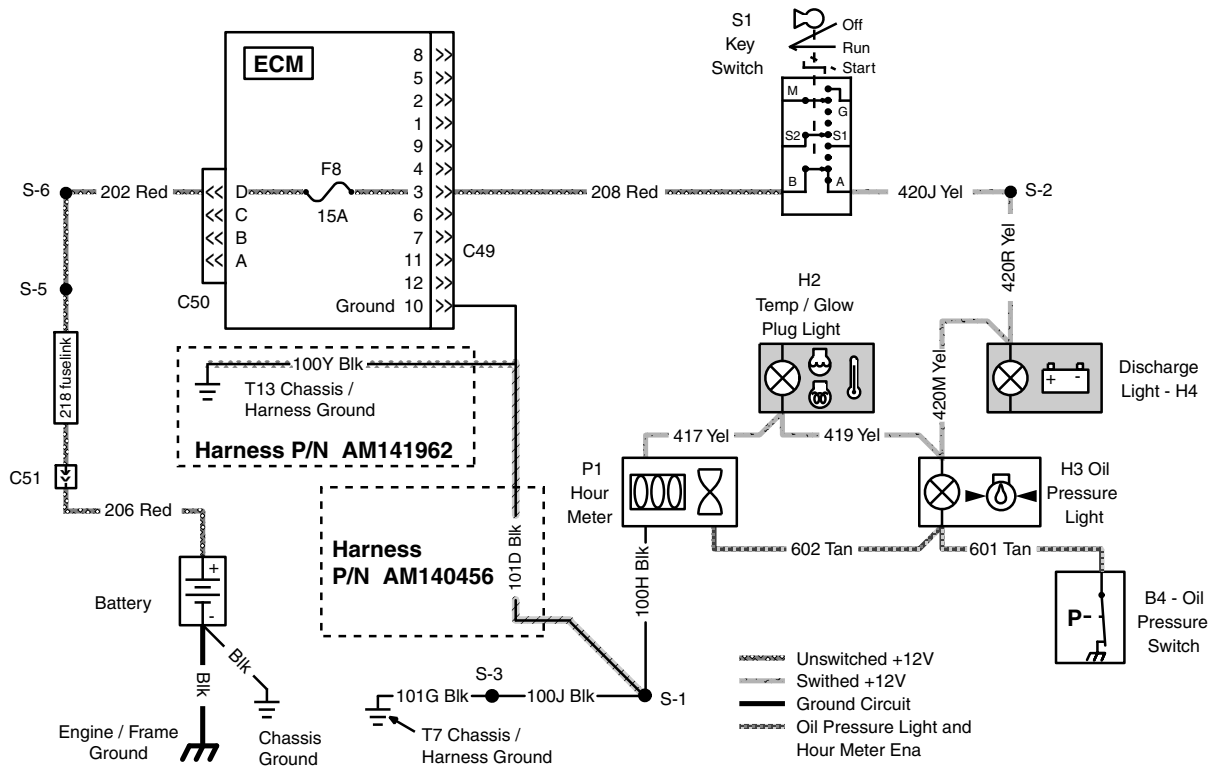 ECM
8
5
2
1
9
4
3
6
7
11
12
Ground 10
D
C
B
A
F8
15A
C50
C49
S-6
202 Red
S-5
218 fuselink
C51
206 Red
+
-
Battery
Blk
Blk
Engine / Frame
Ground
Chassis
Ground
208 Red
S1
Key
Switch
Off
Run
Start
M
G
S2
S1
B
A
420J Yel
S-2
420R Yel
H2
Temp / Glow
Plug Light
420M Yel
+ -
Discharge
Light - H4
417 Yel
419 Yel
P1
Hour
Meter
H3 Oil
Pressure
Light
100Y Blk
T13 Chassis /
Harness Ground
Harness P/N AM141962
Harness
P/N AM140456
101D Blk
100H Blk
602 Tan
601 Tan
P
B4 - Oil
Pressure
Switch
S-3
101G Blk
100J Blk
S-1
T7 Chassis /
Harness Ground
Unswitched +12V
Swithed +12V
Ground Circuit
Oil Pressure Light and
Hour Meter Ena